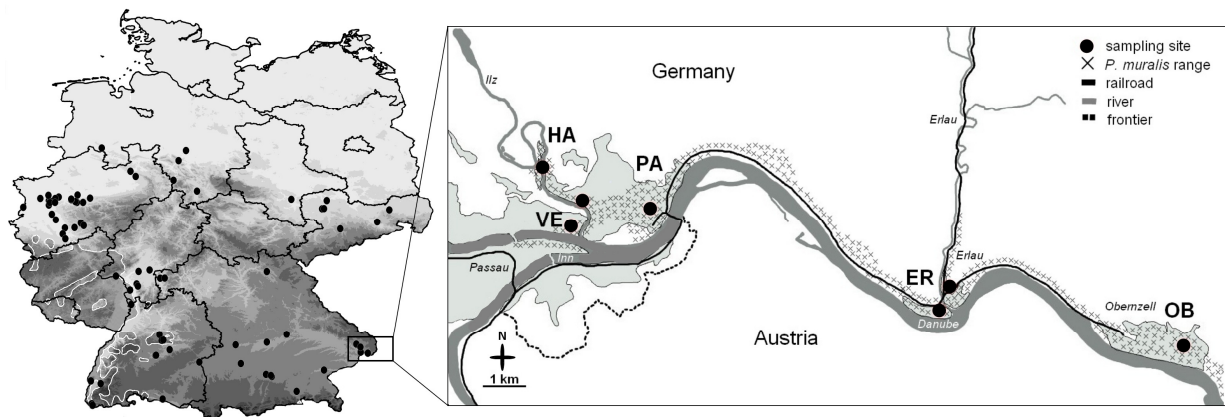 Germany
sampling site
P. muralis range
railroad
river
frontier
Ilz
HA
PA
VE
Inn
Passau
Erlau
ER
Erlau
Danube
Obernzell
OB
Austria
N
1 km